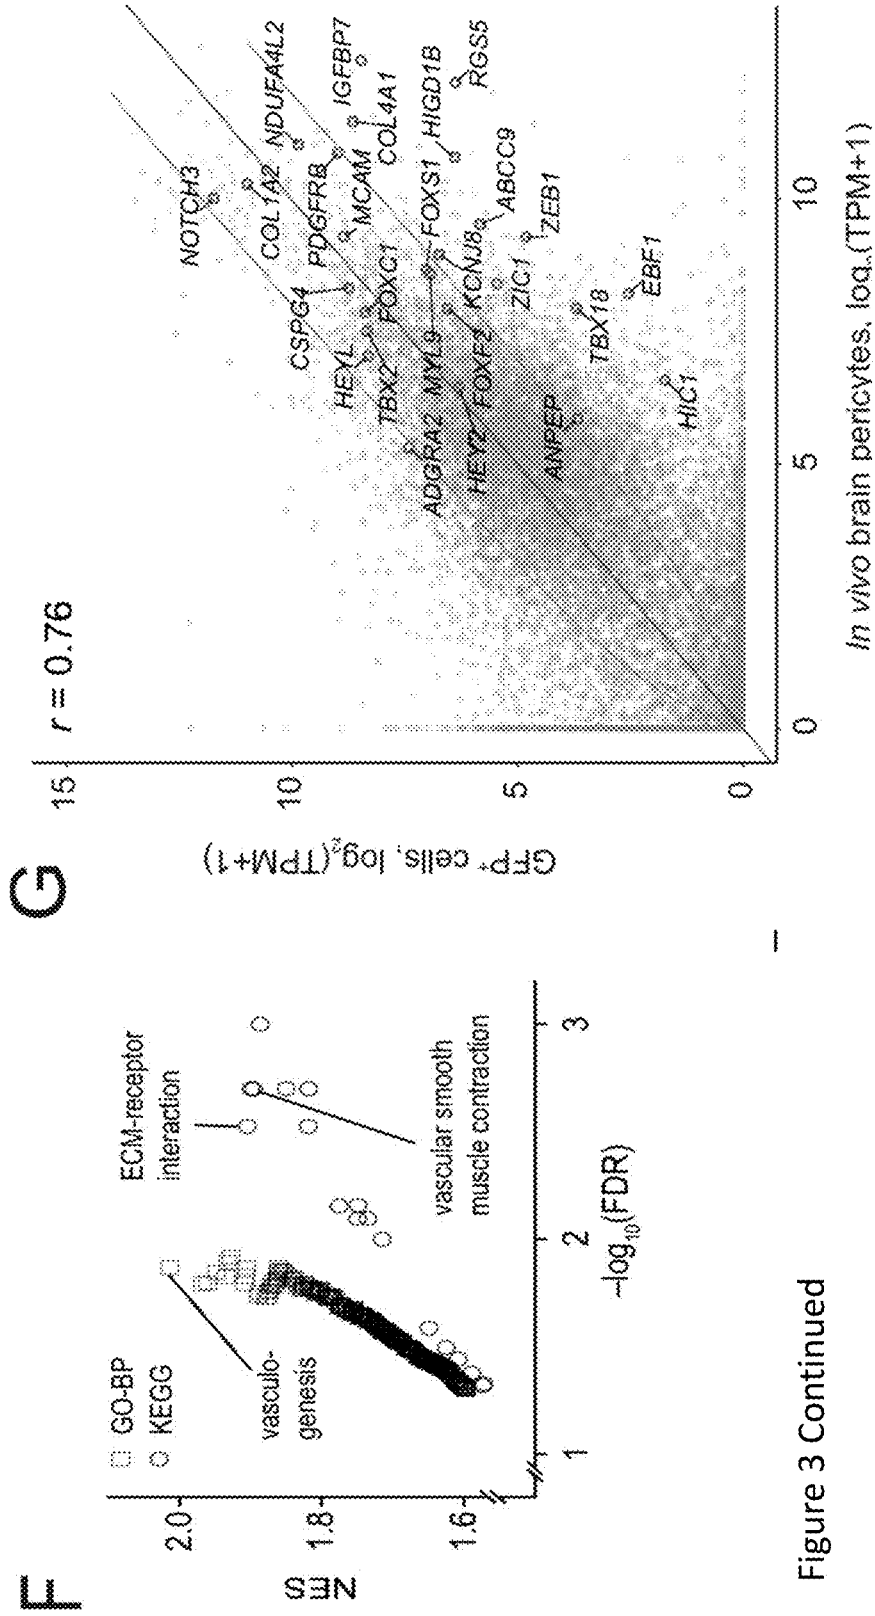 F
GO-BP
KEGG
vasculo-
genesis
ECM-receptor
interaction
vascular smooth
muscle contraction
NES
2.0
1.8
1.6
1
2
3
–log10(FDR)
G
r = 0.76
GFP+ cells, log2(TPM+1)
15
10
5
0
NOTCH3
COL1A2
NDUFA4L2
PDGFRB
IGFBP7
CSPG4
MCAM
COL4A1
HEYL
FOXC1
TBX2
FOXS1
HIGD1B
RGS5
ADGRA2
MYL9
KCNJ8
ABCC9
HEY2
FOXF2
ZIC1
ZEB1
ANPEP
TBX18
EBF1
HIC1
0
5
10
In vivo brain pericytes, log2(TPM+1)
Figure 3 Continued